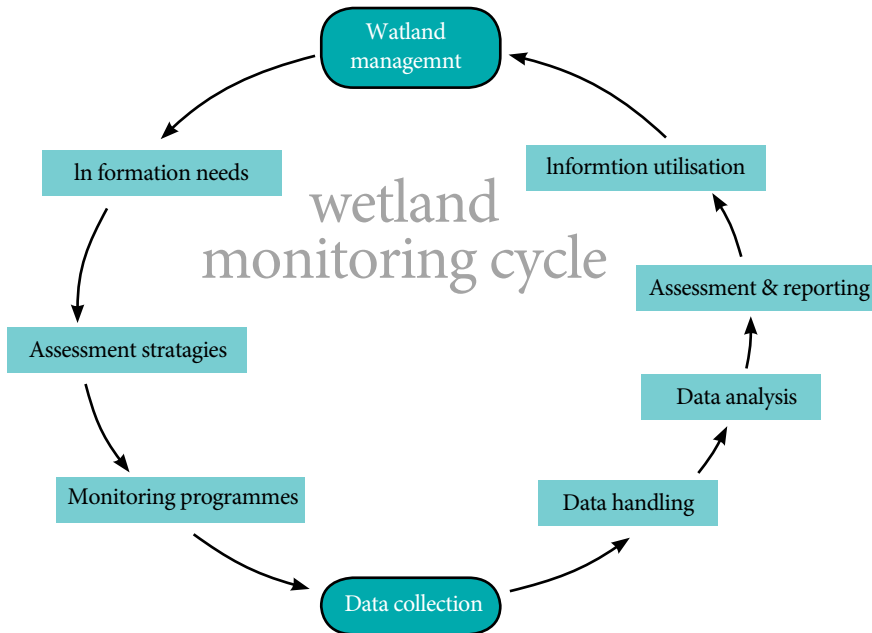 Watland
managemnt
ln formation needs
lnformtion utilisation
wetland
monitoring cycle
Assessment & reporting
Assessment stratagies
Data analysis
Monitoring programmes
Data handling
Data collection